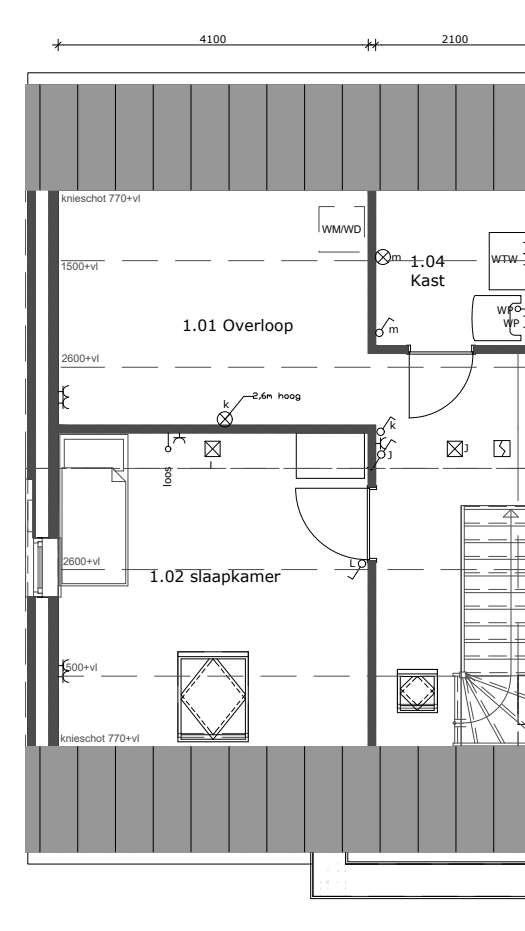 4100
2100
knieschot 770+vl
WM/WD
m
1.04
Kast
WTW
1500+vl
WP
WP
1.01 Overloop
m
2600+vl
2,6m hoog
k
k
J
J
loos
L
2600+vl
1.02 slaapkamer
500+vl
knieschot 770+vl